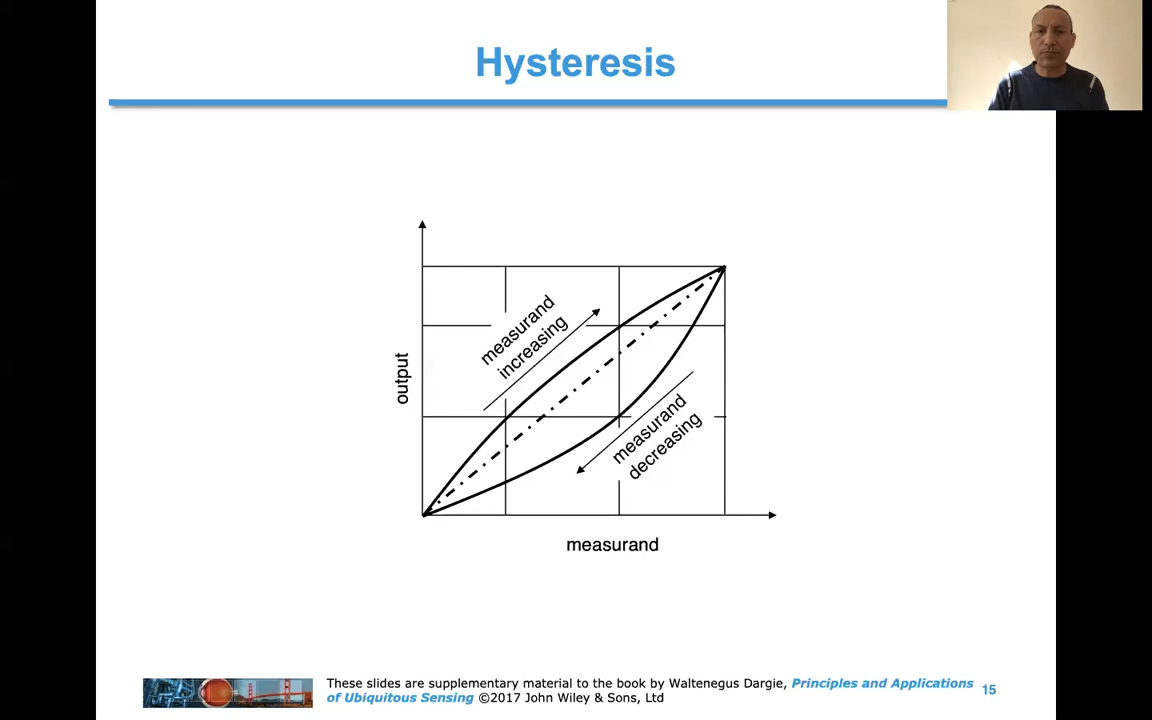 Hysteresis
measurand
increasing
output
measurand
decreasing
measurand
These slides are supplementary material to the book by Waltenegus Dargie, Principles and Applications
of Ubiquitous Sensing ©2017 John Wiley & Sons, Ltd
15